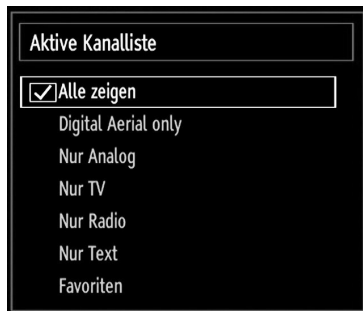 Aktive Kanalliste
Alle zeigen
Digital Aerial only
Nur Analog
Nur TV
Nur Radio
Nur Text
Favoriten